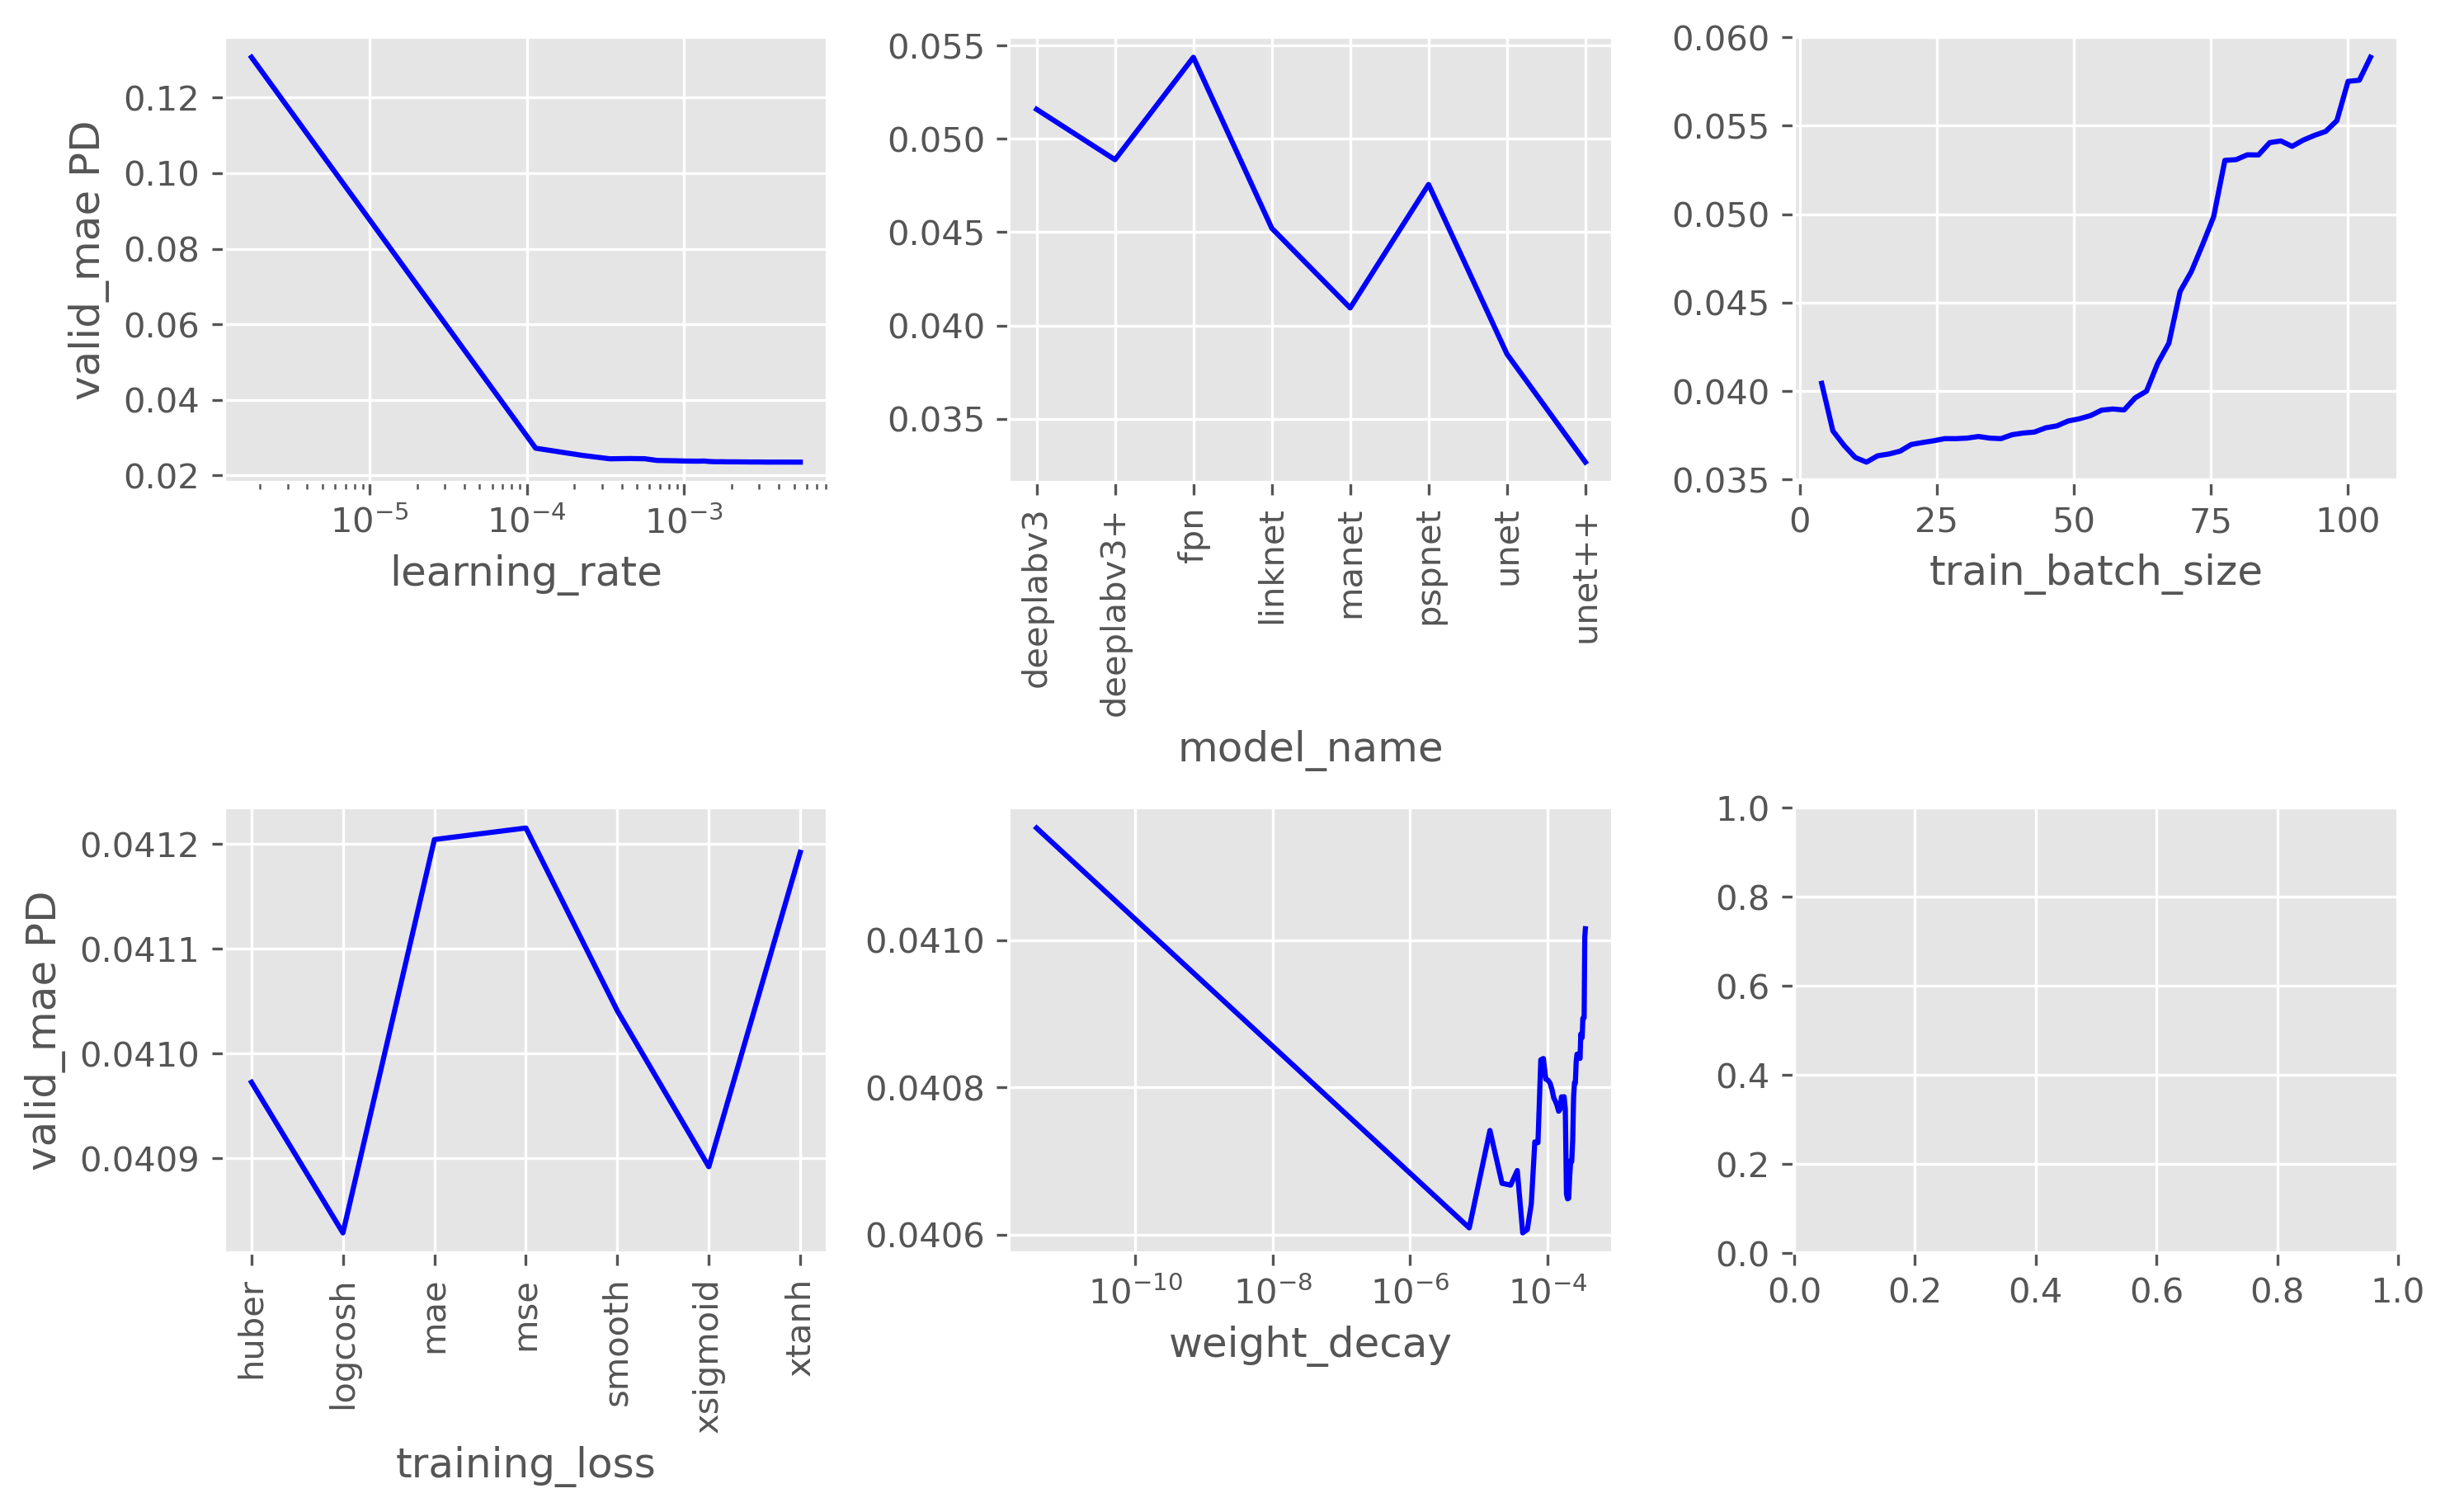 valid_mae PD
0.12
0.10
0.08
0.06
0.04
0.02
10⁻⁵ 10⁻⁴ 10⁻³
learning_rate
0.055
0.050
0.045
0.040
0.035
deeplabv3
deeplabv3+
fpn
linknet
manet
pspnet
unet
unet++
model_name
0.060
0.055
0.050
0.045
0.040
0.035
0 25 50 75 100
train_batch_size
valid_mae PD
0.0412
0.0411
0.0410
0.0409
huber
logcosh
mae
mse
smooth
xsigmoid
xtanh
training_loss
0.0410
0.0408
0.0406
10⁻¹⁰ 10⁻⁸ 10⁻⁶ 10⁻⁴
weight_decay
1.0
0.8
0.6
0.4
0.2
0.0
0.0 0.2 0.4 0.6 0.8 1.0